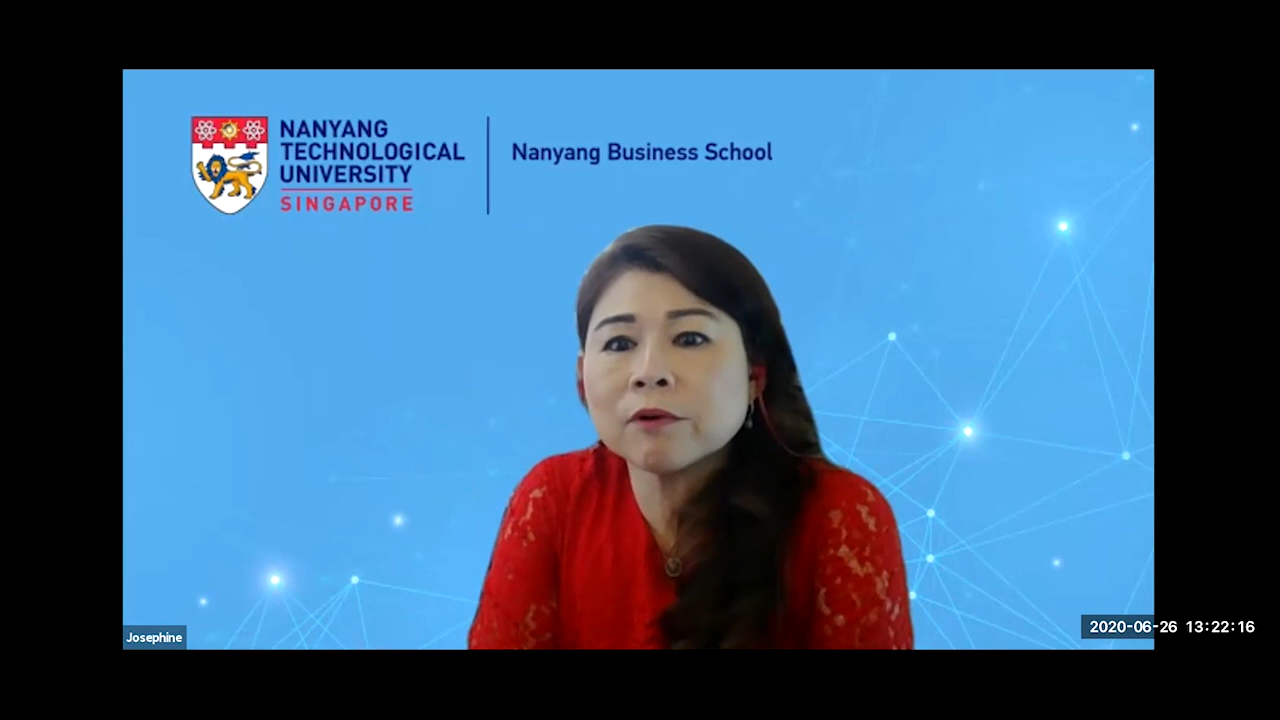 NANYANG
TECHNOLOGICAL
UNIVERSITY
SINGAPORE
Nanyang Business School
Josephine
2020-06-26 13:22:16